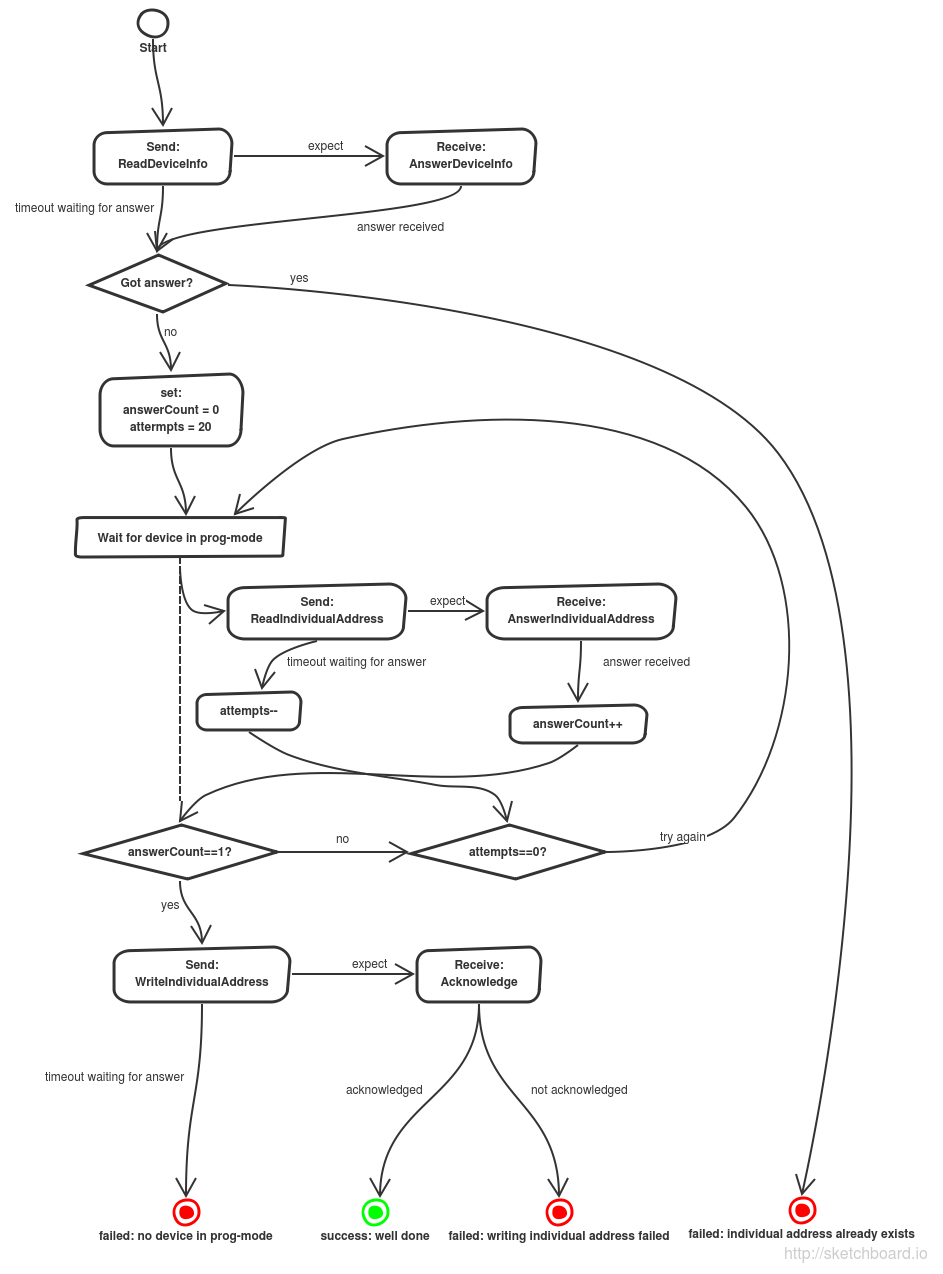 Start
Send:
ReadDeviceInfo
expect
Receive:
AnswerDeviceInfo
timeout waiting for answer
answer received
Got answer?
yes
no
set:
answerCount = 0
attermpts = 20
Wait for device in prog-mode
Send:
ReadIndividualAddress
expect
Receive:
AnswerIndividualAddress
timeout waiting for answer
answer received
attempts--
answerCount++
answerCount==1?
no
attempts==0?
try again
yes
Send:
WriteIndividualAddress
expect
Receive:
Acknowledge
timeout waiting for answer
acknowledged
not acknowledged
failed: no device in prog-mode
success: well done
failed: writing individual address failed
failed: individual address already exists
http://sketchboard.io